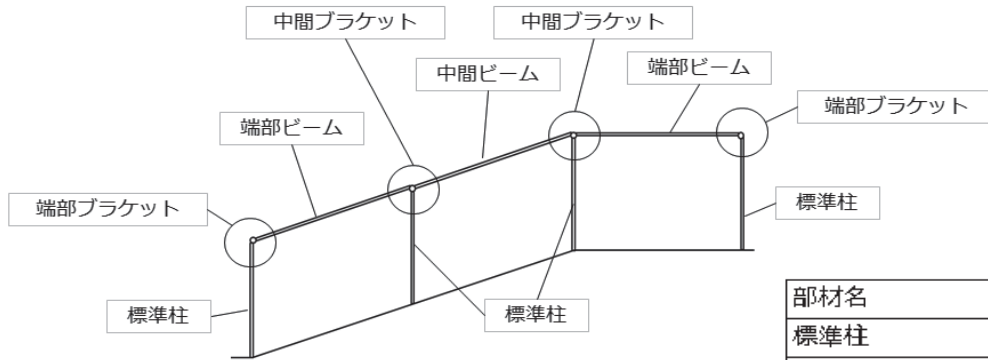 中間ブラケット
中間ブラケット
中間ビーム
端部ビーム
端部ブラケット
端部ビーム
端部ブラケット
標準柱
標準柱
標準柱
部材名
標準柱